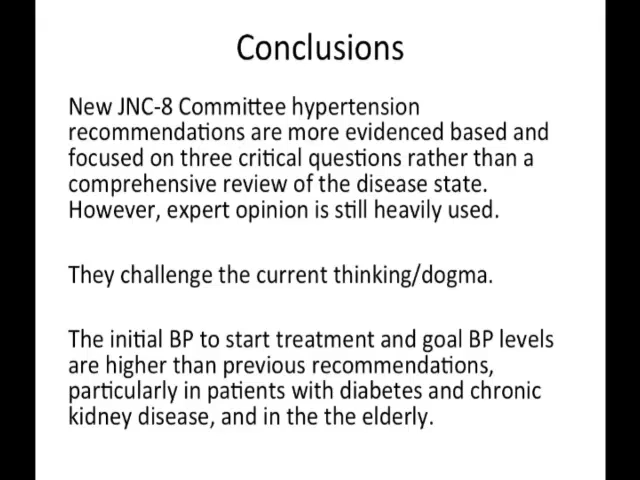 Conclusions
New JNC-8 Committee hypertension
recommendations are more evidenced based and
focused on three critical questions rather than a
comprehensive review of the disease state.
However, expert opinion is still heavily used.
They challenge the current thinking/dogma.
The initial BP to start treatment and goal BP levels
are higher than previous recommendations,
particularly in patients with diabetes and chronic
kidney disease, and in the the elderly.